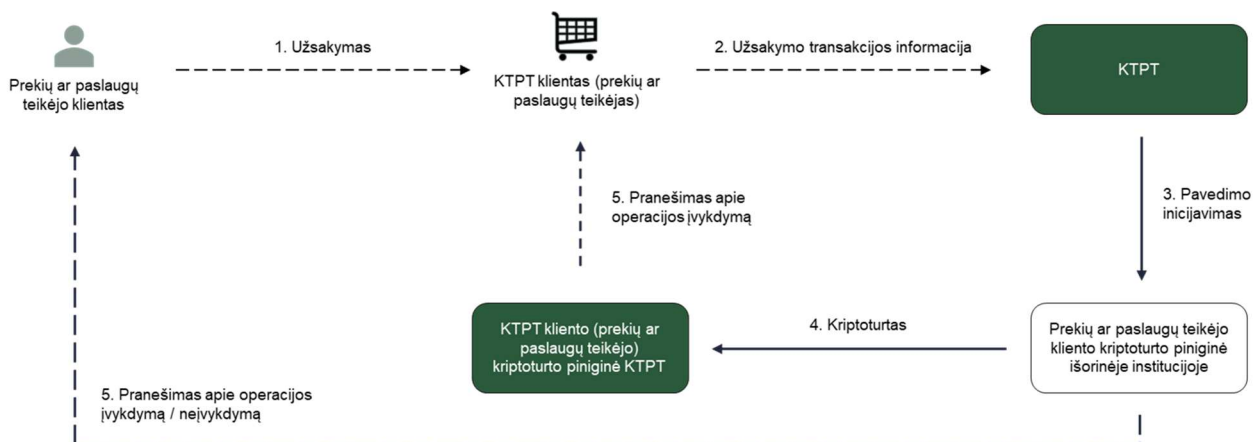 1. Užsakymas
2. Užsakymo transakcijos informacija
KTPT
Prekių ar paslaugų
teikėjo klientas
KTPT klientas (prekių ar
paslaugų teikėjas)
3. Pavedimo
inicijavimas
5. Pranešimas apie
operacijos įvykdymą
KTPT kliento (prekių ar
paslaugų teikėjo)
kriptoturto piniginė KTPT
4. Kriptoturtas
Prekių ar paslaugų teikėjo
kliento kriptoturto piniginė
išorinėje institucijoje
5. Pranešimas apie operacijos
įvykdymą / neįvykdymą